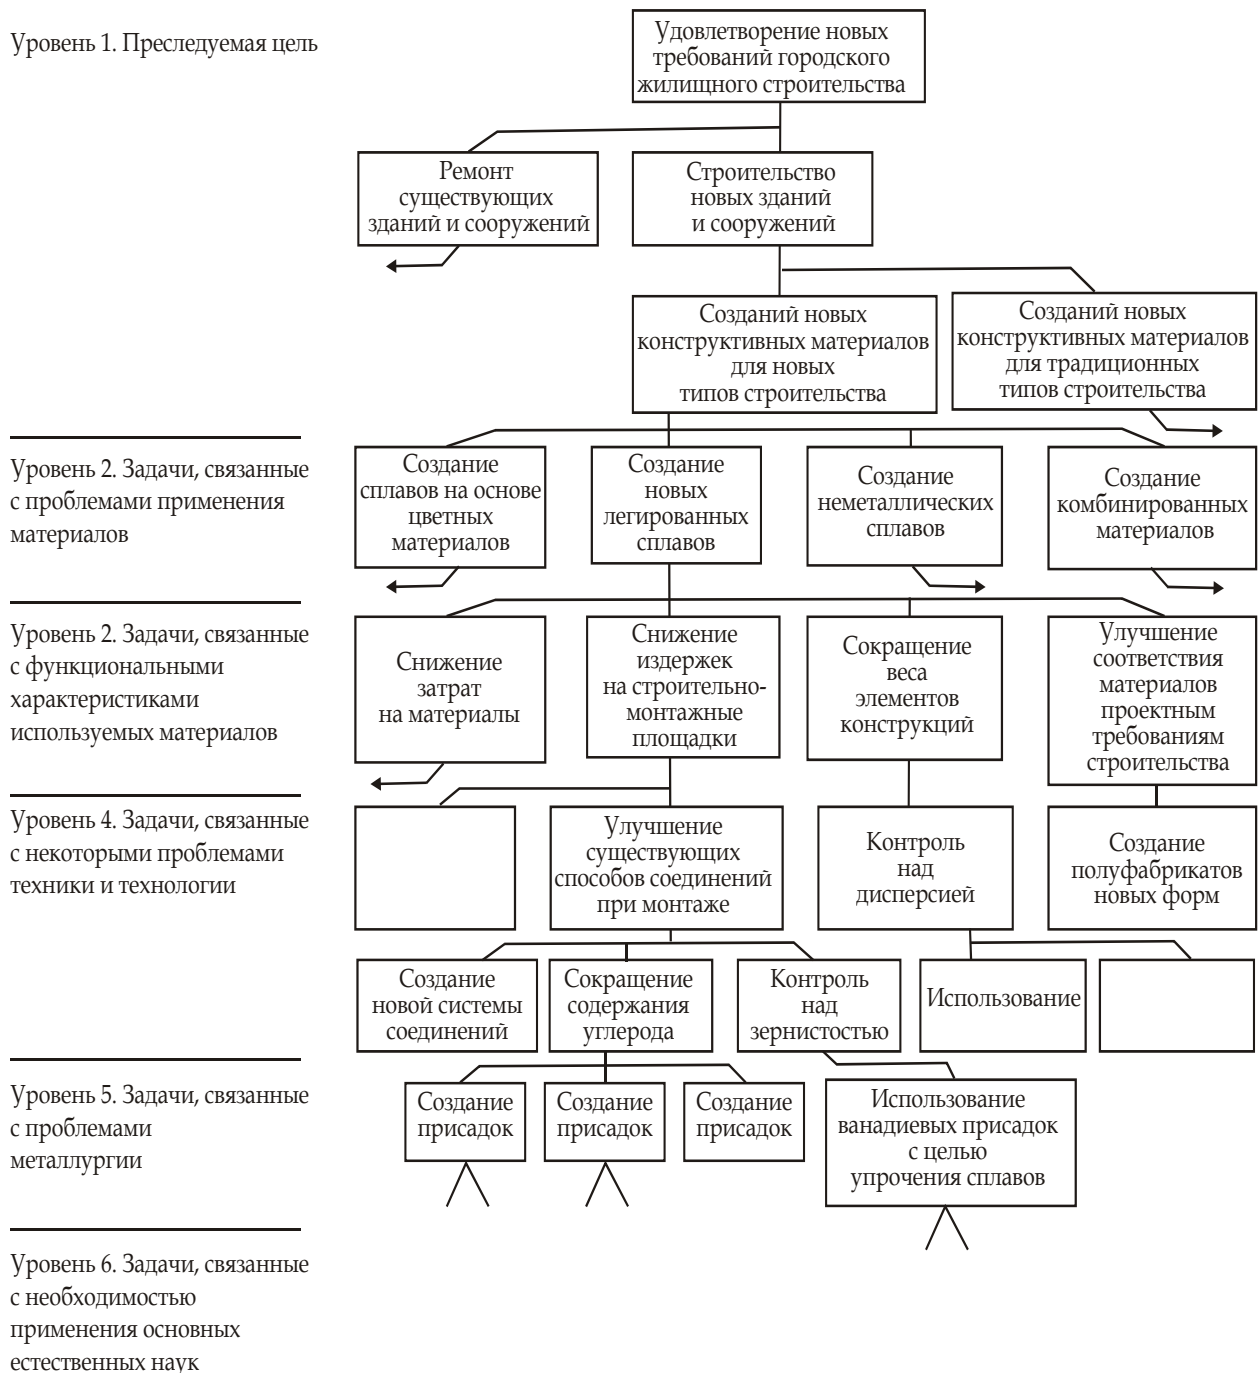 Уровень 1. Преследуемая цель
Удовлетворение новых
требований городского
жилищного строительства
Ремонт
существующих
зданий и сооружений
Строительство
новых зданий
и сооружений
Созданий новых
конструктивных материалов
для новых
типов строительства
Созданий новых
конструктивных материалов
для традиционных
типов строительства
Уровень 2. Задачи, связанные
с проблемами применения
материалов
Создание
сплавов на основе
цветных
материалов
Создание
новых
легированных
сплавов
Создание
неметаллических
сплавов
Создание
комбинированных
материалов
Уровень 2. Задачи, связанные
с функциональными
характеристиками
используемых материалов
Снижение
затрат
на материалы
Снижение
издержек
на строительно-
монтажные
площадки
Сокращение
веса
элементов
конструкций
Улучшение
соответствия
материалов
проектным
требованиям
строительства
Уровень 4. Задачи, связанные
с некоторыми проблемами
техники и технологии
Улучшение
существующих
способов соединений
при монтаже
Контроль
над
дисперсией
Создание
полуфабрикатов
новых форм
Создание
новой системы
соединений
Сокращение
содержания
углерода
Контроль
над
зернистостью
Использование
Уровень 5. Задачи, связанные
с проблемами
металлургии
Создание
присадок
Создание
присадок
Создание
присадок
Использование
ванадиевых присадок
с целью
упрочения сплавов
Уровень 6. Задачи, связанные
с необходимостью
применения основных
естественных наук